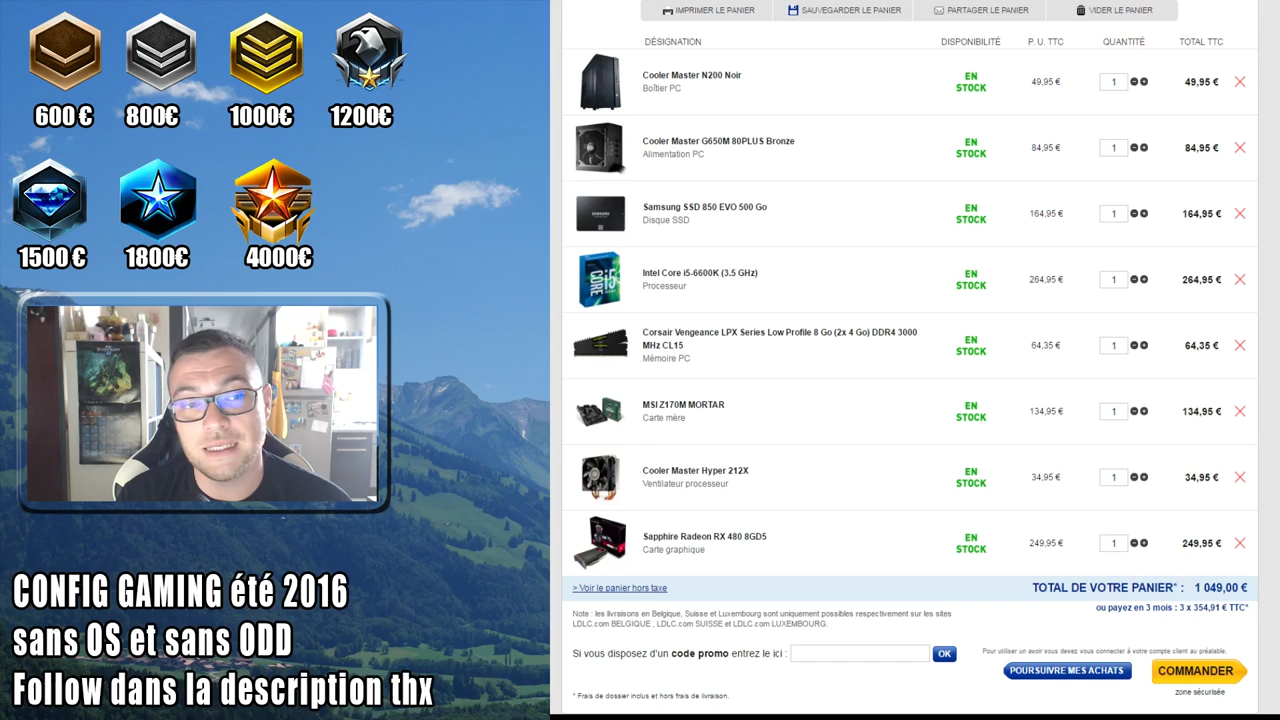 600 €
800€
1000€
1200€
1500 €
1800€
4000€
CONFIG GAMING été 2016
sans OS et sans ODD
Follow dans la description thx
IMPRIMER LE PANIER
SAUVEGARDER LE PANIER
PARTAGER LE PANIER
VIDER LE PANIER
DÉSIGNATION DISPONIBILITÉ P. U. TTC QUANTITÉ TOTAL TTC
Cooler Master N200 Noir
Boîtier PC
EN
STOCK
49,95 € 1 49,95 €
Cooler Master G650M 80PLUS Bronze
Alimentation PC
EN
STOCK
84,95 € 1 84,95 €
SAMSUNG
Samsung SSD 850 EVO 500 Go
Disque SSD
EN
STOCK
164,95 € 1 164,95 €
CORE i5
Intel Core i5-6600K (3.5 GHz)
Processeur
EN
STOCK
264,95 € 1 264,95 €
Corsair Vengeance LPX Series Low Profile 8 Go (2x 4 Go) DDR4 3000
MHz CL15
Mémoire PC
EN
STOCK
64,35 € 1 64,35 €
MSI Z170M MORTAR
Carte mère
EN
STOCK
134,95 € 1 134,95 €
Cooler Master Hyper 212X
Ventilateur processeur
EN
STOCK
34,95 € 1 34,95 €
Sapphire Radeon RX 480 8GD5
Carte graphique
EN
STOCK
249,95 € 1 249,95 €
> Voir le panier hors taxe
TOTAL DE VOTRE PANIER* : 1 049,00 €
ou payez en 3 mois : 3 x 354,91 € TTC*
Note : les livraisons en Belgique, Suisse et Luxembourg sont uniquement possibles respectivement sur les sites
LDLC.com BELGIQUE , LDLC.com SUISSE et LDLC.com LUXEMBOURG.
Si vous disposez d'un code promo entrez le ici : OK
Pour utiliser un avoir vous devez vous connecter à votre compte client au préalable.
POURSUIVRE MES ACHATS
COMMANDER
zone sécurisée
* Frais de dossier inclus et hors frais de livraison.